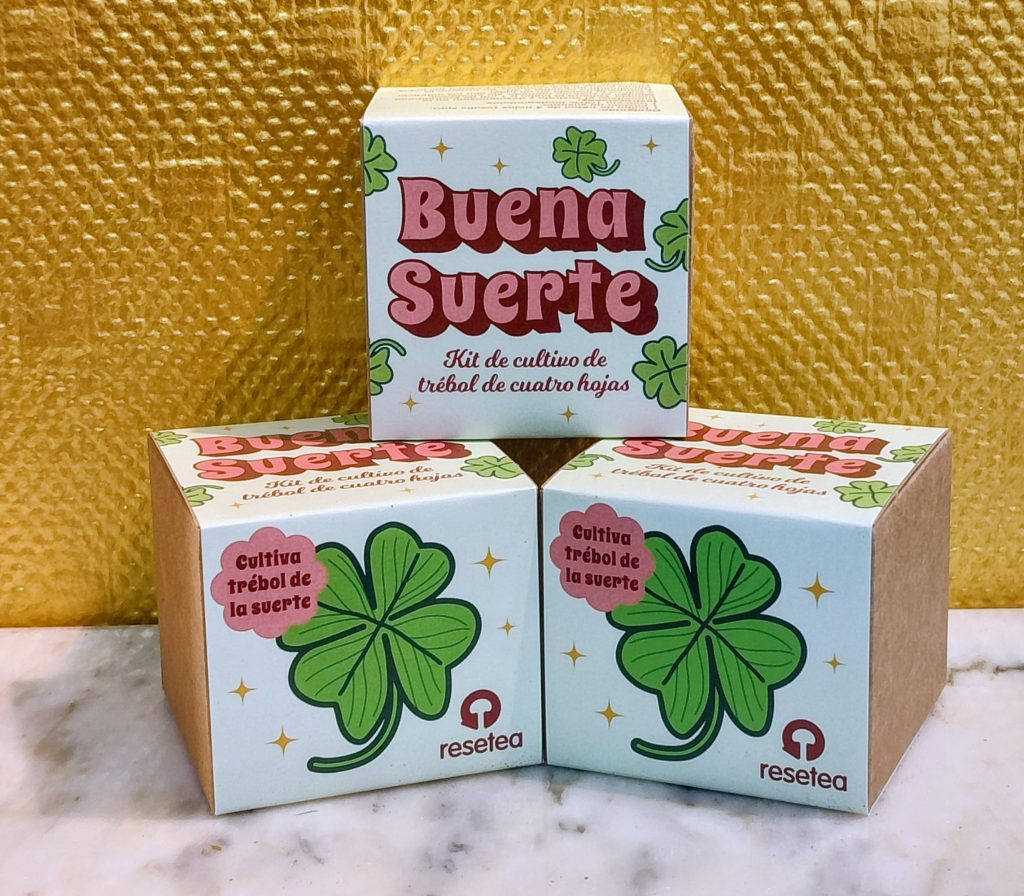 Buena
Suerte
Kit de cultivo de
trébol de cuatro hojas
Buena
Suerte
Kit de cultivo de
trébol de cuatro hojas
Cultiva
trébol de
la suerte
resetea
Buena
Suerte
Kit de cultivo de
trébol de cuatro hojas
Cultiva
trébol de
la suerte
resetea